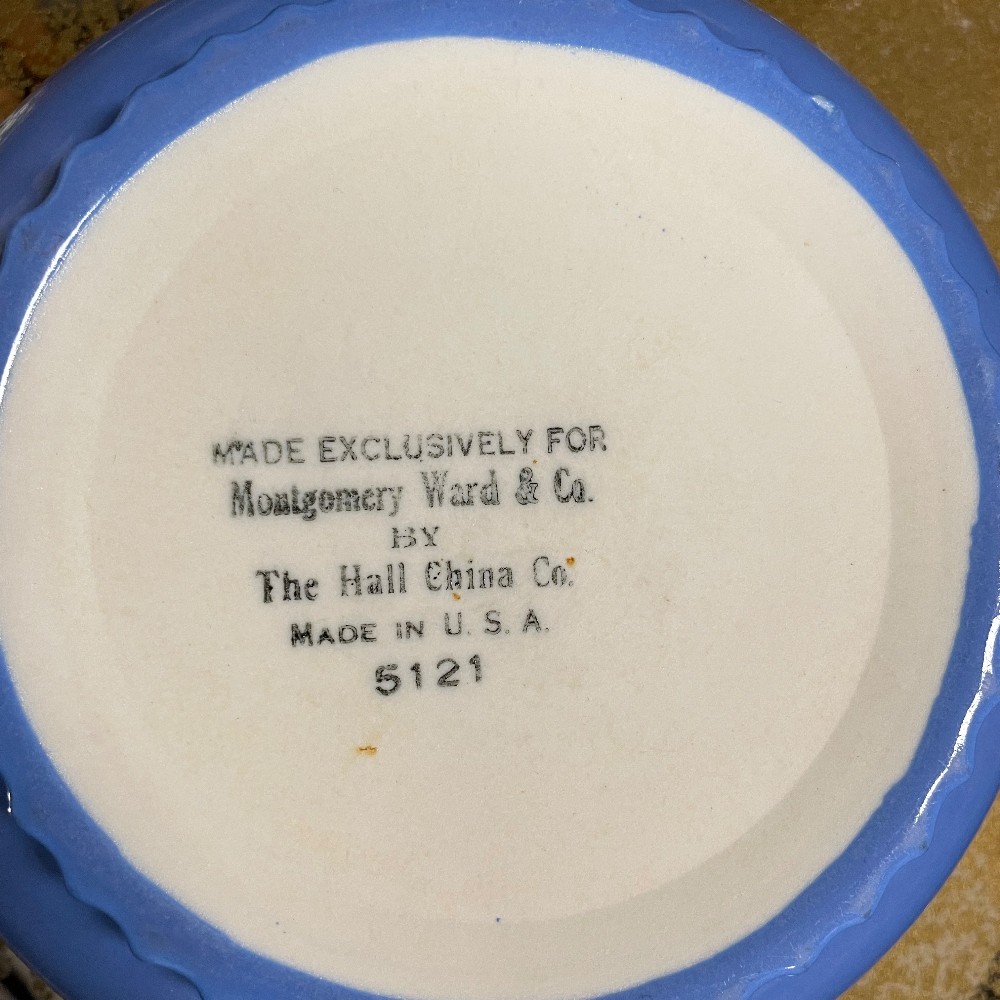 MADE EXCLUSIVELY FOR
Montgomery Ward & Co.
BY
The Hall China Co.
MADE IN U. S. A.
5121